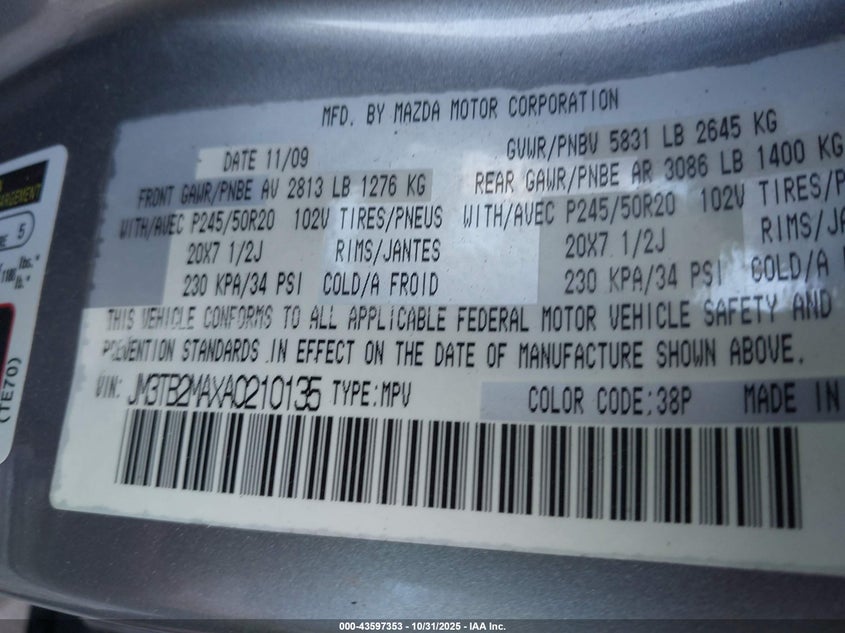 MFD. BY MAZDA MOTOR CORPORATION
DATE 11/09
GVWR/PNBV 5831 LB 2645 KG
FRONT GAWR/PNBE AV 2813 LB 1276 KG
REAR GAWR/PNBE AR 3086 LB 1400 KG
WITH/AVEC P245/50R20 102V TIRES/PNEUS
WITH/AVEC P245/50R20 102V TIRES/P
20X7 1/2J RIMS/JANTES
20X7 1/2J RIMS/JA
230 KPA/34 PSI COLD/A FROID
230 KPA/34 PSI COLD/A
THIS VEHICLE CONFORMS TO ALL APPLICABLE FEDERAL MOTOR VEHICLE SAFETY AND
PREVENTION STANDARDS IN EFFECT ON THE DATE OF MANUFACTURE SHOWN ABOVE.
VIN: JM3TB2MAXA0210135 TYPE:MPV COLOR CODE:38P MADE IN
5
(TE70)
000-43597353 - 10/31/2025 - IAA Inc.